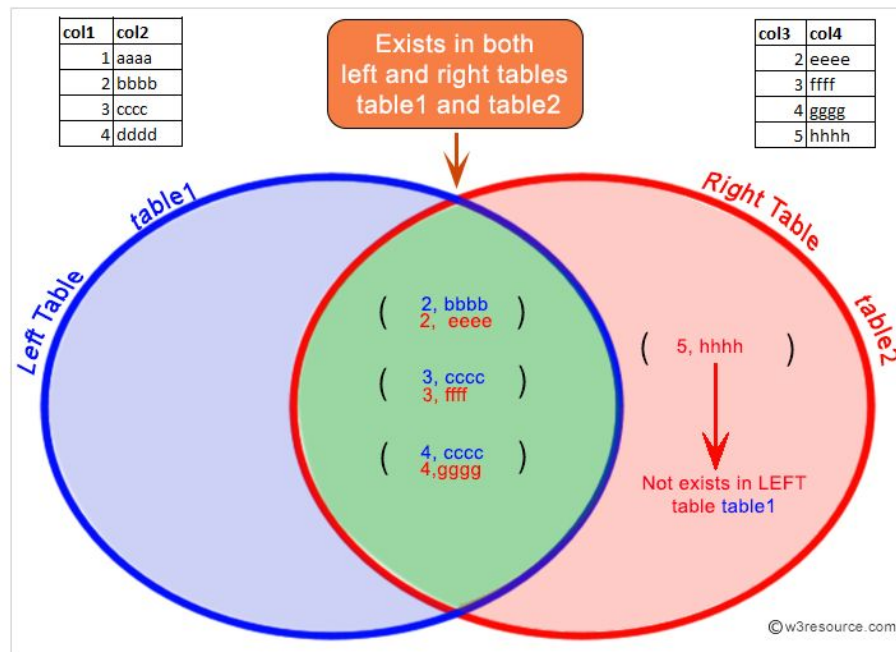 col1 col2
1 aaaa
2 bbbb
3 cccc
4 dddd
Exists in both
left and right tables
table1 and table2
col3 col4
2 eeee
3 ffff
4 gggg
5 hhhh
Left Table
table1
Right Table
table2
( 2, bbbb )
2, eeee
( 3, cccc )
3, ffff
( 4, cccc )
4,gggg
( 5, hhhh )
Not exists in LEFT
table table1
©w3resource.com